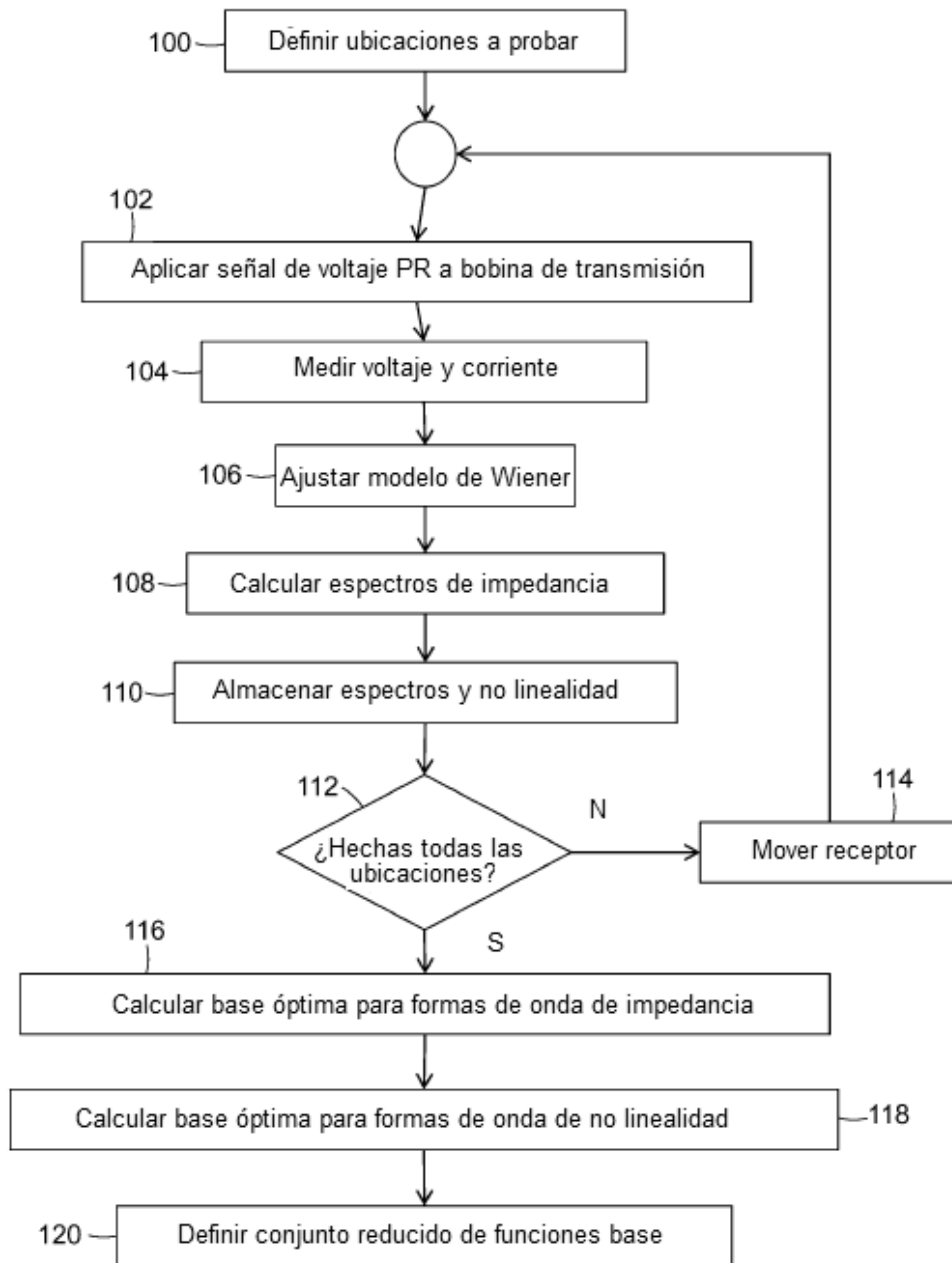 100
Definir ubicaciones a probar
102
Aplicar señal de voltaje PR a bobina de transmisión
104
Medir voltaje y corriente
106
Ajustar modelo de Wiener
108
Calcular espectros de impedancia
110
Almacenar espectros y no linealidad
112
¿Hechas todas las
ubicaciones?
N
114
Mover receptor
S
116
Calcular base óptima para formas de onda de impedancia
Calcular base óptima para formas de onda de no linealidad
118
120
Definir conjunto reducido de funciones base